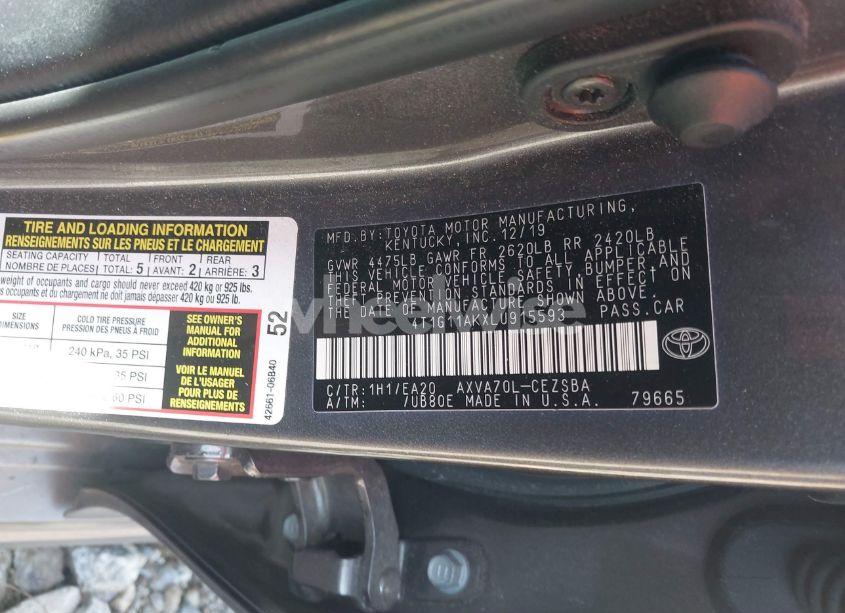 TIRE AND LOADING INFORMATION
RENSEIGNEMENTS SUR LES PNEUS ET LE CHARGEMENT
SEATING CAPACITY TOTAL 5 FRONT 2 REAR 3
NOMBRE DE PLACES: TOTAL: 5 AVANT: 2 ARRIÈRE: 3
weight of occupants and cargo should never exceed 420 kg or 925 lbs.
occupants et du chargement ne doit jamais dépasser 420 kg ou 925 lb.
COLD TIRE PRESSURE
PRESSION DES PNEUS À FROID
240 kPa, 35 PSI
35 PSI
60 PSI
SEE OWNER'S
MANUAL FOR
ADDITIONAL
INFORMATION
VOIR LE MANUEL
DE L'USAGER
POUR PLUS DE
RENSEIGNEMENTS
52
42661-06B40
MFD.BY:TOYOTA MOTOR MANUFACTURING,
KENTUCKY, INC. 12/19
GVWR 4475LB GAWR FR 2620LB RR 2420LB
THIS VEHICLE CONFORMS TO ALL APPLICABLE
FEDERAL MOTOR VEHICLE SAFETY, BUMPER AND
THEFT PREVENTION STANDARDS IN EFFECT ON
THE DATE OF MANUFACTURE SHOWN ABOVE.
4T1G11AKXLU915593 PASS.CAR
C/TR:1H1/EA20 AXVA70L-CEZSBA
A/TM: /UB80E MADE IN U.S.A. 79665
TOYOTA